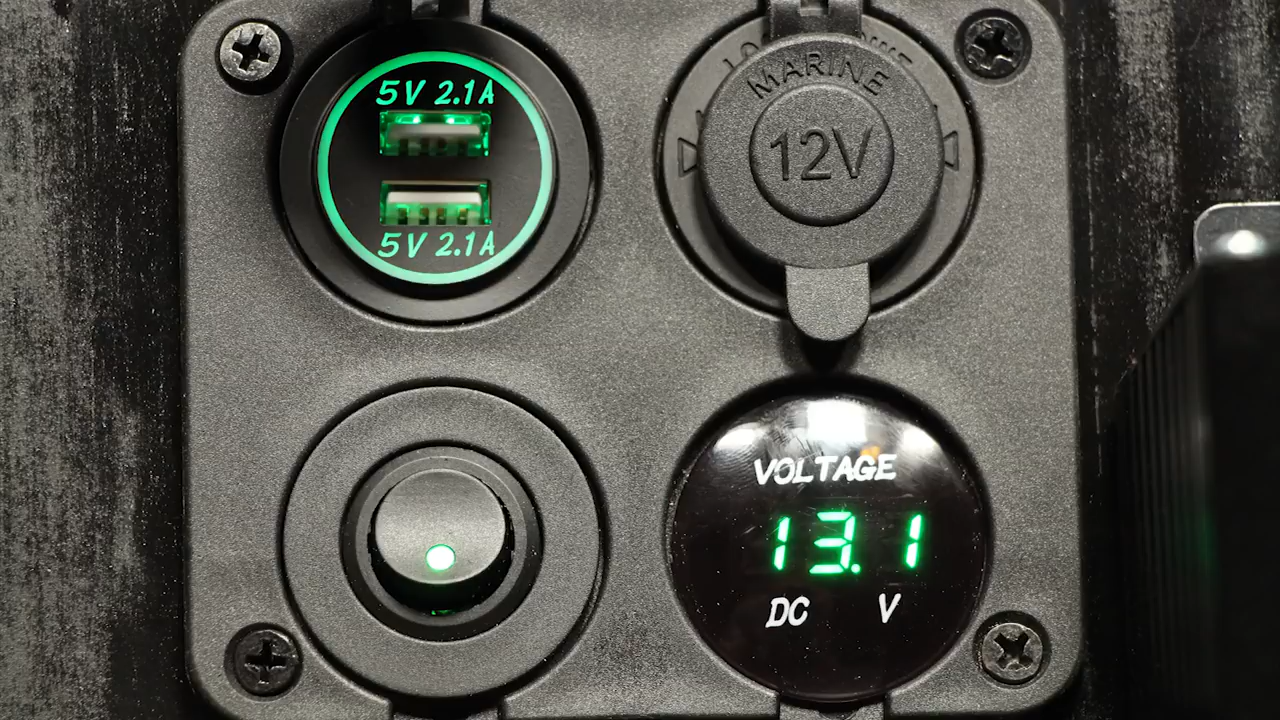 5V 2.1A
5V 2.1A
MARINE
12V
VOLTAGE
13.1
DC V